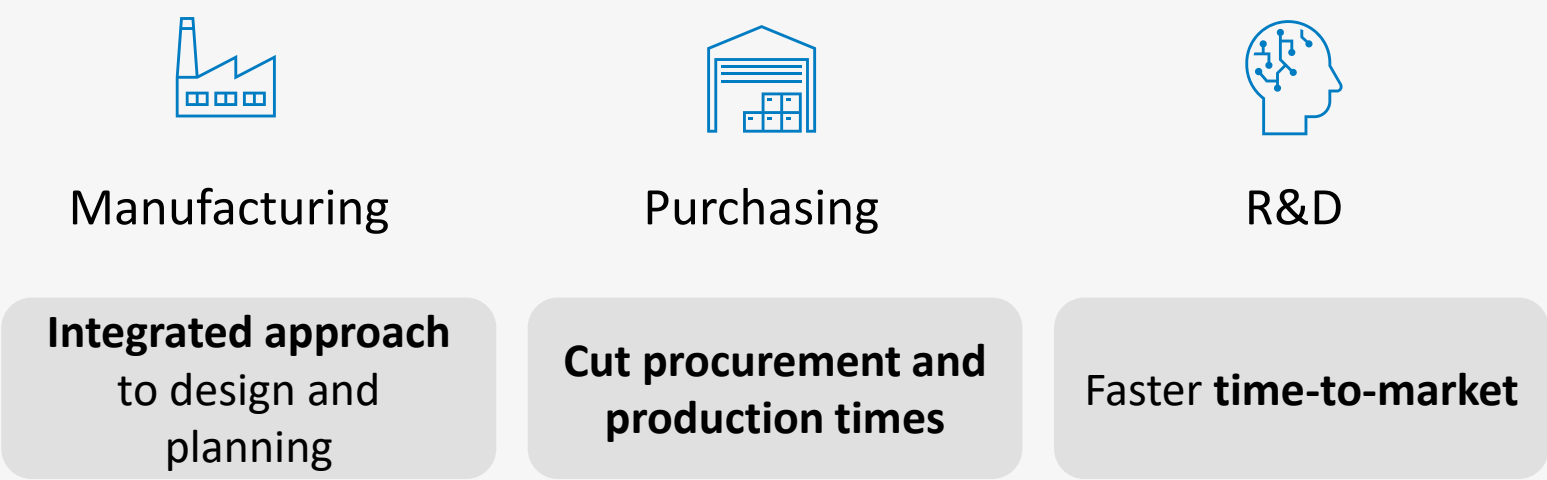 Manufacturing
Purchasing
R&D
Integrated approach
to design and
planning
Cut procurement and
production times
Faster time-to-market